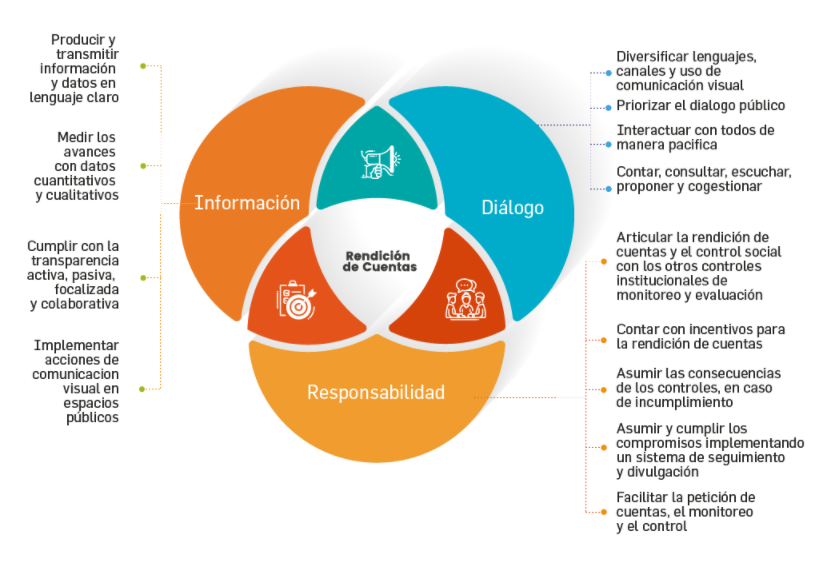 Producir y
transmitir
información
y datos en
lenguaje claro
Medir los
avances
con datos
cuantitativos
y cualitativos
Cumplir con la
transparencia
activa, pasiva,
focalizada
y colaborativa
Implementar
acciones de
comunicacion
visual en
espacios
públicos
Información
Diálogo
Rendición
de Cuentas
Responsabilidad
Diversificar lenguajes,
canales y uso de
comunicación visual
Priorizar el dialogo público
Interactuar con todos de
manera pacifica
Contar, consultar, escuchar,
proponer y cogestionar
Articular la rendición de
cuentas y el control social
con los otros controles
institucionales de
monitoreo y evaluación
Contar con incentivos para
la rendición de cuentas
Asumir las consecuencias
de los controles, en caso
de incumplimiento
Asumir y cumplir los
compromisos implementando
un sistema de seguimiento
y divulgación
Facilitar la petición de
cuentas, el monitoreo
y el control